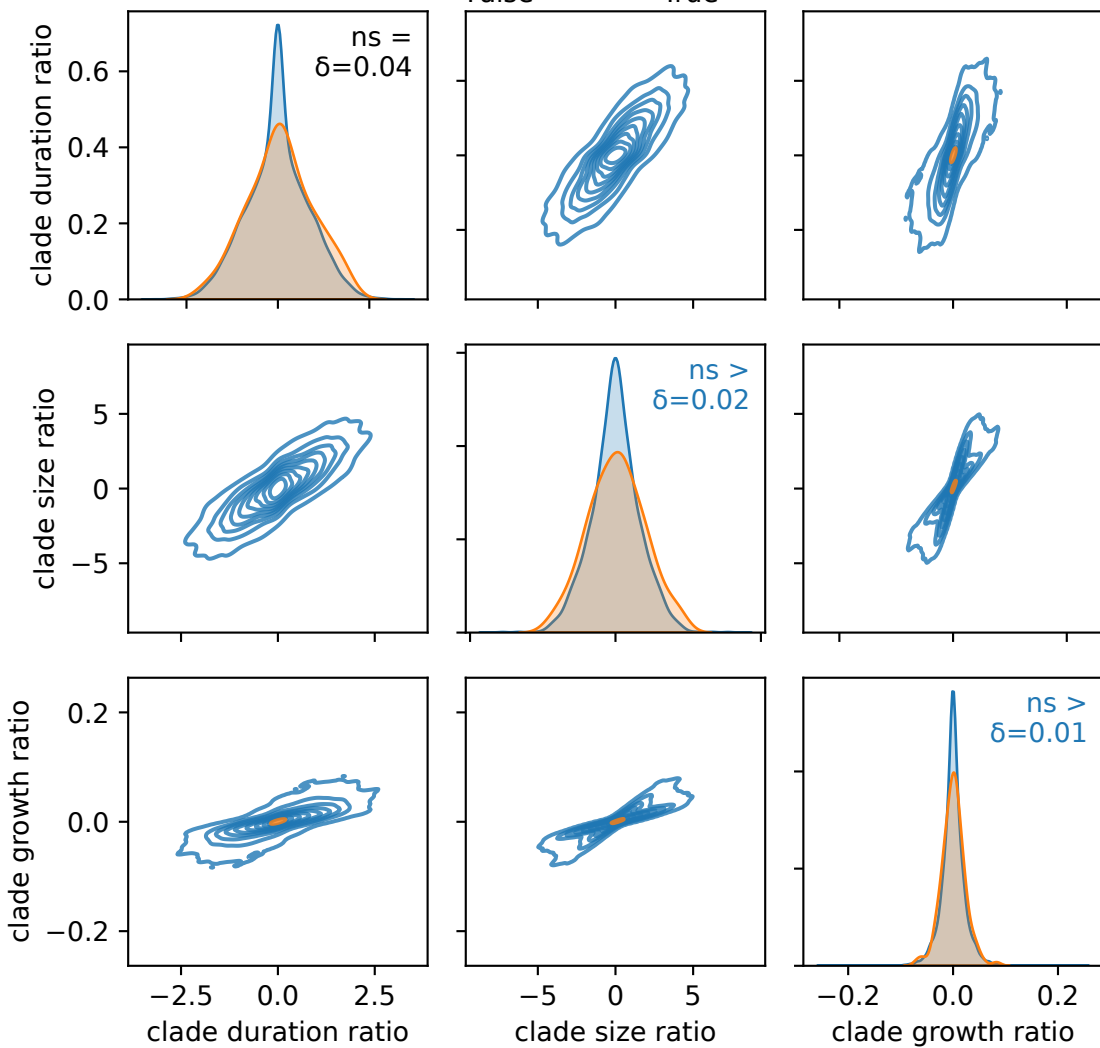 clade duration ratio
0.6
0.4
0.2
0.0
ns =
δ=0.04
clade size ratio
5
0
−5
ns >
δ=0.02
clade growth ratio
0.2
0.0
−0.2
ns >
δ=0.01
−2.5 0.0 2.5
−5 0 5
−0.2 0.0 0.2
clade duration ratio
clade size ratio
clade growth ratio